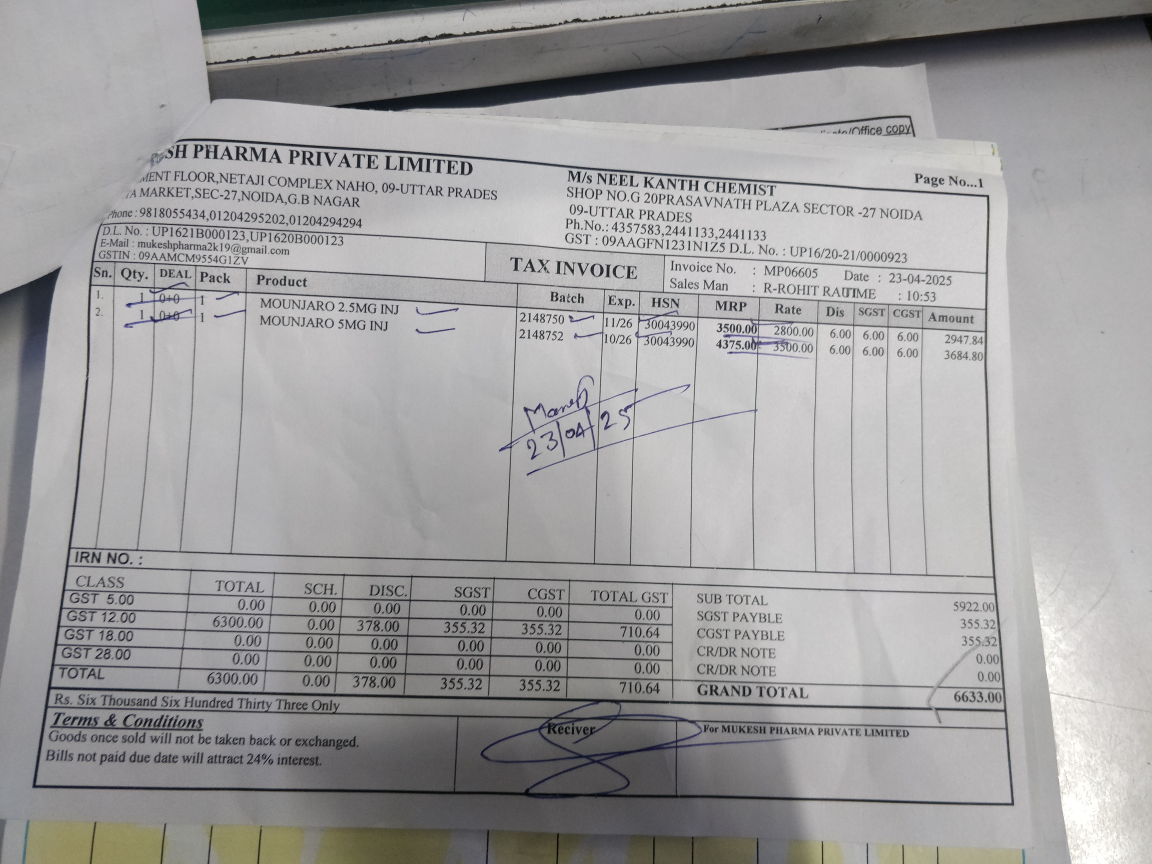 Office copy
SH PHARMA PRIVATE LIMITED
MENT FLOOR,NETAJI COMPLEX NAHO, 09-UTTAR PRADES
YA MARKET,SEC-27,NOIDA,G.B NAGAR
Phone : 9818055434,01204295202,01204294294
D.L. No. : UP1621B000123,UP1620B000123
E-Mail : mukeshpharma2k19@gmail.com
GSTIN : 09AAMCM9554G1ZV
M/s NEEL KANTH CHEMIST
SHOP NO.G 20PRASAVNATH PLAZA SECTOR -27 NOIDA
09-UTTAR PRADES
Ph.No.: 4357583,2441133,2441133
GST : 09AAGFN1231N1Z5 D.L. No. : UP16/20-21/0000923
Page No...1
TAX INVOICE
Invoice No. : MP06605 Date : 23-04-2025
Sales Man : R-ROHIT RAUTIME : 10:53
Sn. Qty. DEAL Pack Product Batch Exp. HSN MRP Rate Dis SGST CGST Amount
1. 1 0+0 1 MOUNJARO 2.5MG INJ 2148750 11/26 30043990 3500.00 2800.00 6.00 6.00 6.00 2947.84
2. 1 0+0 1 MOUNJARO 5MG INJ 2148752 10/26 30043990 4375.00 3500.00 6.00 6.00 6.00 3684.80
23/04/25
IRN NO. :
CLASS TOTAL SCH. DISC. SGST CGST TOTAL GST
GST 5.00 0.00 0.00 0.00 0.00 0.00 0.00
GST 12.00 6300.00 0.00 378.00 355.32 355.32 710.64
GST 18.00 0.00 0.00 0.00 0.00 0.00 0.00
GST 28.00 0.00 0.00 0.00 0.00 0.00 0.00
TOTAL 6300.00 0.00 378.00 355.32 355.32 710.64
SUB TOTAL 5922.00
SGST PAYBLE 355.32
CGST PAYBLE 355.32
CR/DR NOTE 0.00
CR/DR NOTE 0.00
GRAND TOTAL 6633.00
Rs. Six Thousand Six Hundred Thirty Three Only
Terms & Conditions
Goods once sold will not be taken back or exchanged.
Bills not paid due date will attract 24% interest.
Reciver
For MUKESH PHARMA PRIVATE LIMITED